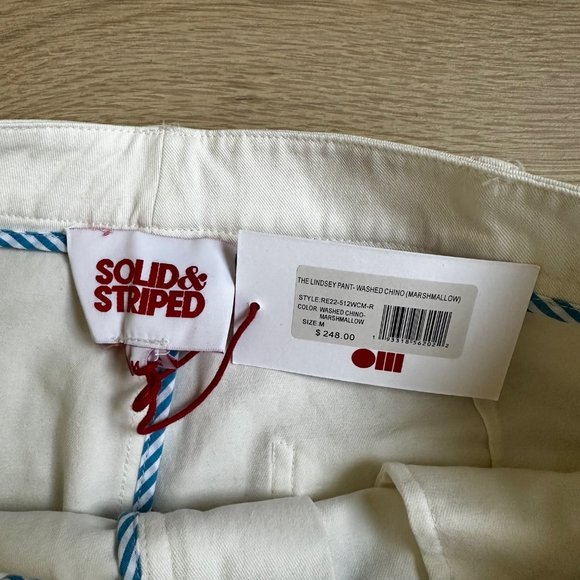 SOLID&
STRIPED
THE LINDSEY PANT- WASHED CHINO (MARSHMALLOW)
STYLE:RE22-512WCM-R
COLOR: WASHED CHINO-
MARSHMALLOW
SIZE:M
$ 248.00